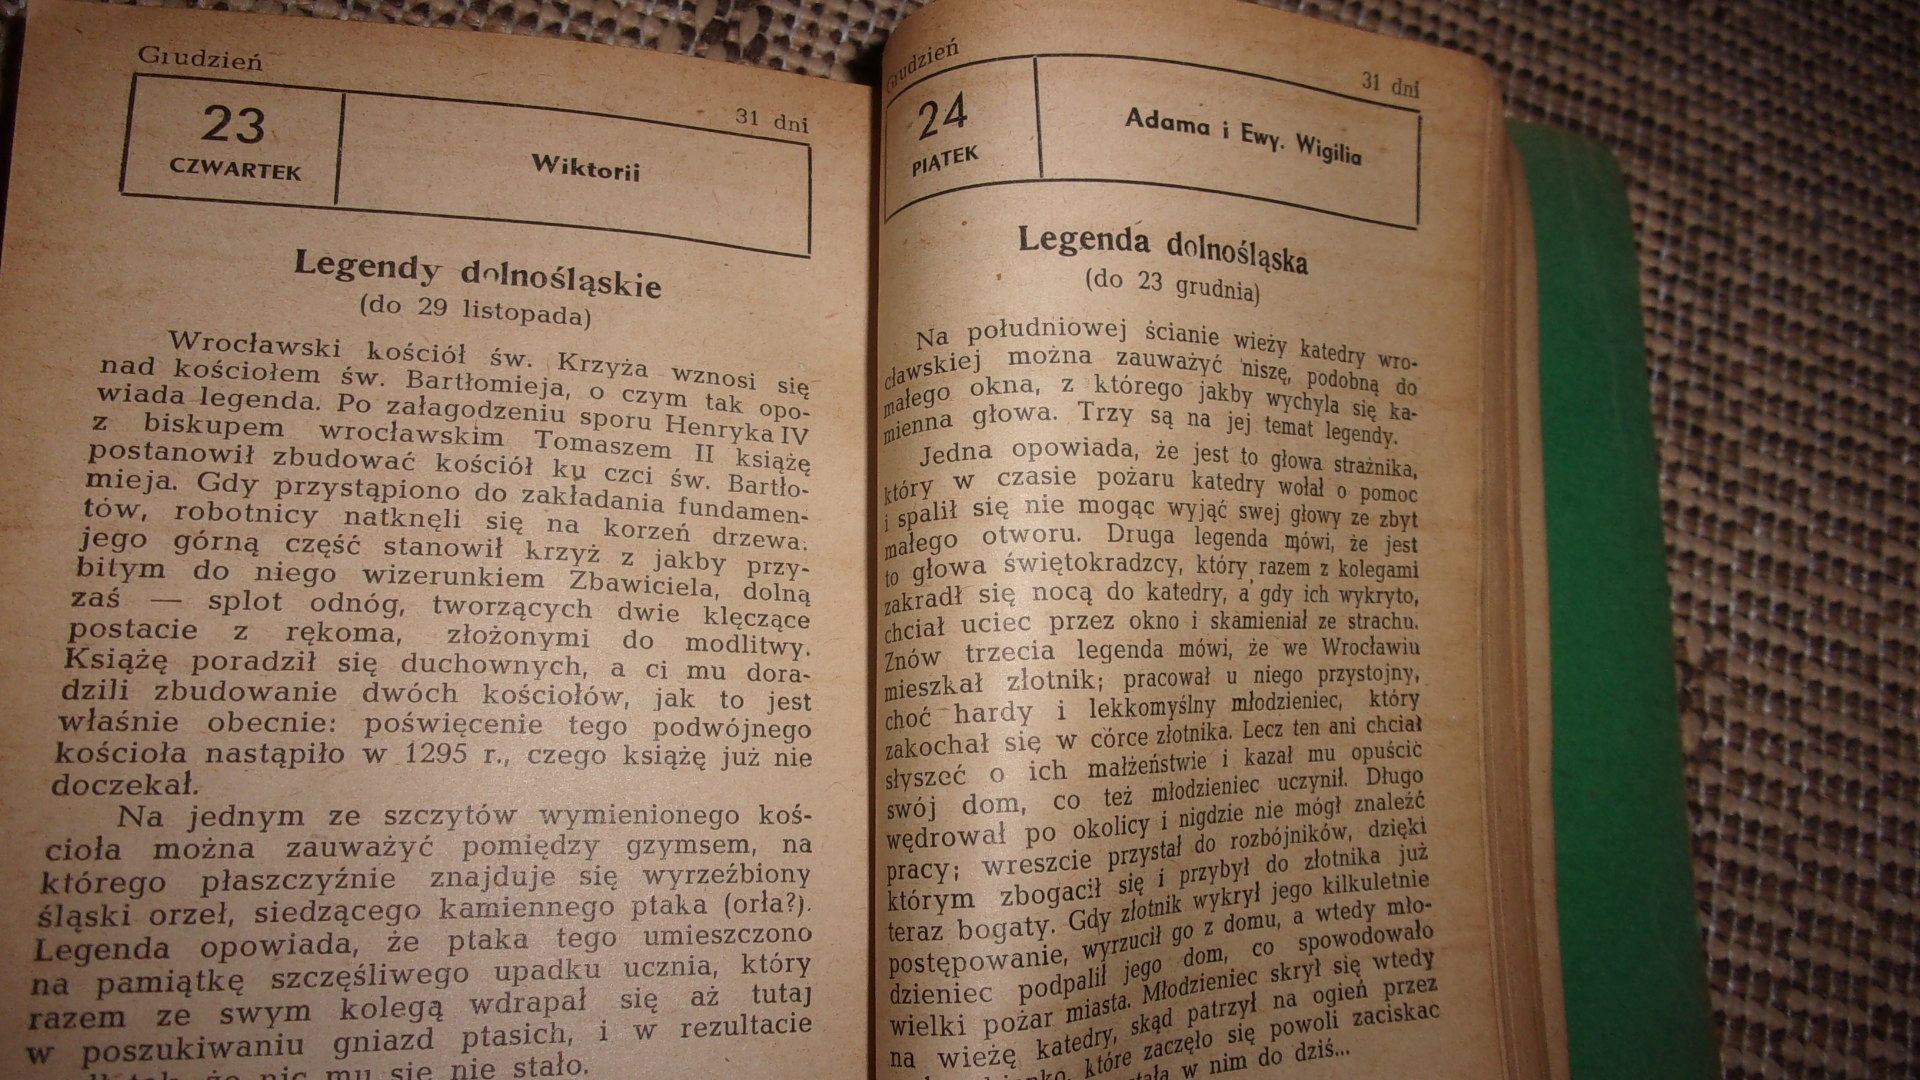 Grudzień
31 dni
23
CZWARTEK
Wiktorii
Legendy dolnośląskie
(do 29 listopada)
Wrocławski kościół św. Krzyża wznosi się
nad kościołem św. Bartłomieja, o czym tak opo-
wiada legenda. Po załagodzeniu sporu Henryka IV
z biskupem wrocławskim Tomaszem II książę
postanowił zbudować kościół ku czci św. Bartło-
mieja. Gdy przystąpiono do zakładania fundamen-
tów, robotnicy natknęli się na korzeń drzewa:
jego górną część stanowił krzyż z jakby przy-
bitym do niego wizerunkiem Zbawiciela, dolną
zaś — splot odnóg, tworzących dwie klęczące
postacie z rękoma, złożonymi do modlitwy.
Książę poradził się duchownych, a ci mu dora-
dzili zbudowanie dwóch kościołów, jak to jest
właśnie obecnie: poświęcenie tego podwójnego
kościoła nastąpiło w 1295 r., czego książę już nie
doczekał.
Na jednym ze szczytów wymienionego koś-
cioła można zauważyć pomiędzy gzymsem, na
którego płaszczyźnie znajduje się wyrzeźbiony
śląski orzeł, siedzącego kamiennego ptaka (orła?).
Legenda opowiada, że ptaka tego umieszczono
na pamiątkę szczęśliwego upadku ucznia, który
razem ze swym kolegą wdrapał się aż tutaj
w poszukiwaniu gniazd ptasich, i w rezultacie
nic mu się nie stało.
Grudzień
31 dni
24
PIĄTEK
Adama i Ewy. Wigilia
Legenda dolnośląska
(do 23 grudnia)
Na południowej ścianie wieży katedry wro-
cławskiej można zauważyć niszę, podobną do
małego okna, z którego jakby wychyla się ka-
mienna głowa. Trzy są na jej temat legendy.
Jedna opowiada, że jest to głowa strażnika,
który w czasie pożaru katedry wołał o pomoc
i spalił się nie mogąc wyjąć swej głowy ze zbyt
małego otworu. Druga legenda mówi, że jest
to głowa świętokradzcy, który razem z kolegami
zakradł się nocą do katedry, a gdy ich wykryto,
chciał uciec przez okno i skamieniał ze strachu.
Znów trzecia legenda mówi, że we Wrocławiu
mieszkał złotnik; pracował u niego przystojny,
choć hardy i lekkomyślny młodzieniec, który
zakochał się w córce złotnika. Lecz ten ani chciał
słyszeć o ich małżeństwie i kazał mu opuścić
swój dom, co też młodzieniec uczynił. Długo
wędrował po okolicy i nigdzie nie mógł znaleźć
pracy; wreszcie przystał do rozbójników, dzięki
którym zbogacił się i przybył do złotnika już
teraz bogaty. Gdy złotnik wykrył jego kilkuletnie
postępowanie, wyrzucił go z domu, a wtedy mło-
dzieniec podpalił jego dom, co spowodowało
wielki pożar miasta. Młodzieniec skrył się wtedy
na wieżę katedry, skąd patrzył na ogień przez
które zaczęło się powoli zaciskac
w nim do dziś...